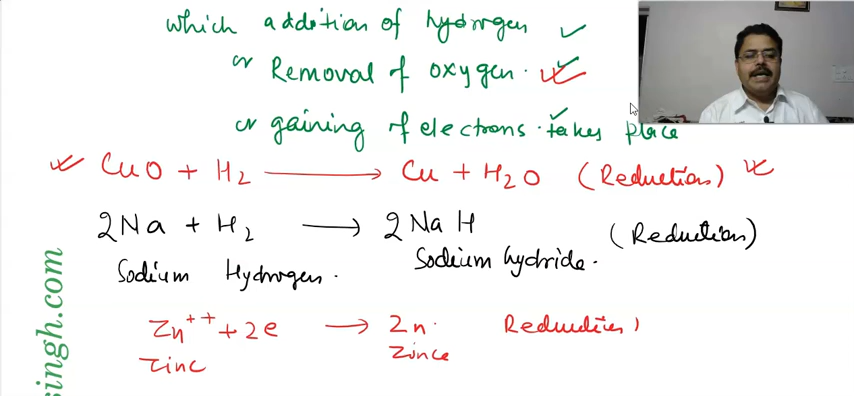 which addition of hydrogen
or Removal of oxygen.
or gaining of electrons. takes place
CuO + H2 → Cu + H2O (Reduction)
2Na + H2 → 2NaH (Reduction)
Sodium Hydrogen. Sodium hydride.
Zn++ + 2e → Zn. Reduction)
Zinc Zince
singh.com